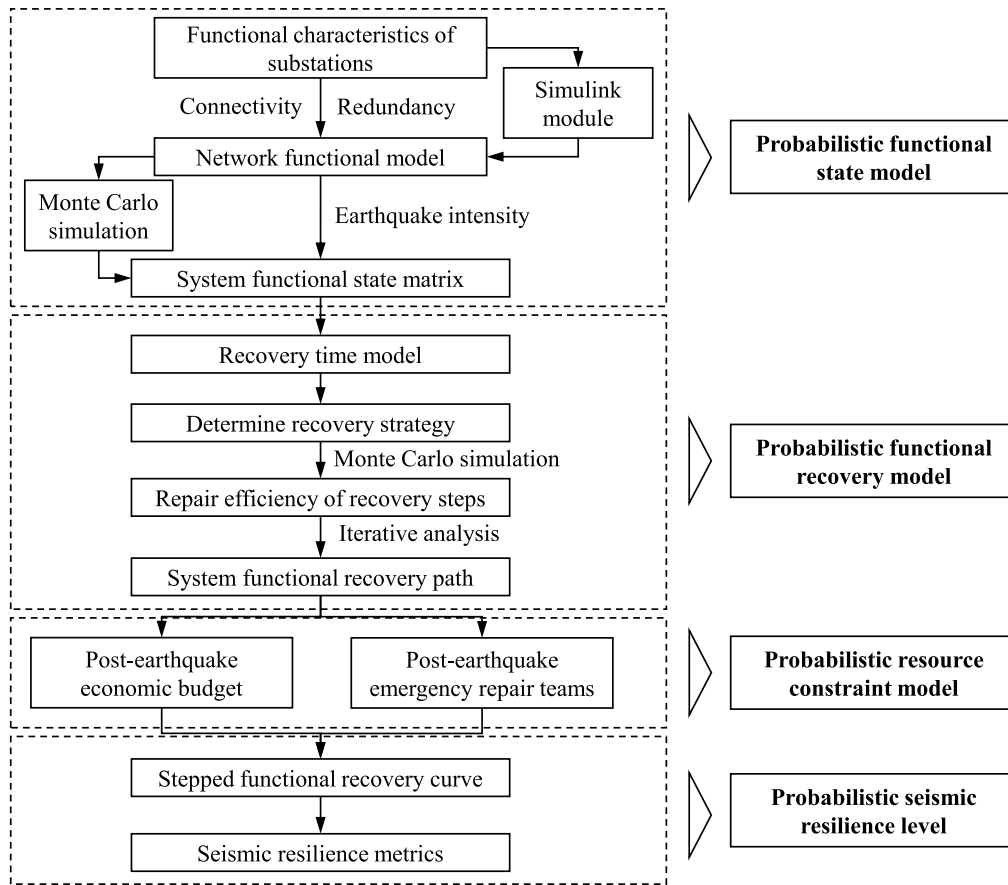 Functional characteristics of
substations
Connectivity
Redundancy
Simulink
module
Network functional model
Monte Carlo
simulation
Earthquake intensity
System functional state matrix
Probabilistic functional
state model
Recovery time model
Determine recovery strategy
Monte Carlo simulation
Repair efficiency of recovery steps
Iterative analysis
System functional recovery path
Probabilistic functional
recovery model
Post-earthquake
economic budget
Post-earthquake
emergency repair teams
Probabilistic resource
constraint model
Stepped functional recovery curve
Seismic resilience metrics
Probabilistic seismic
resilience level